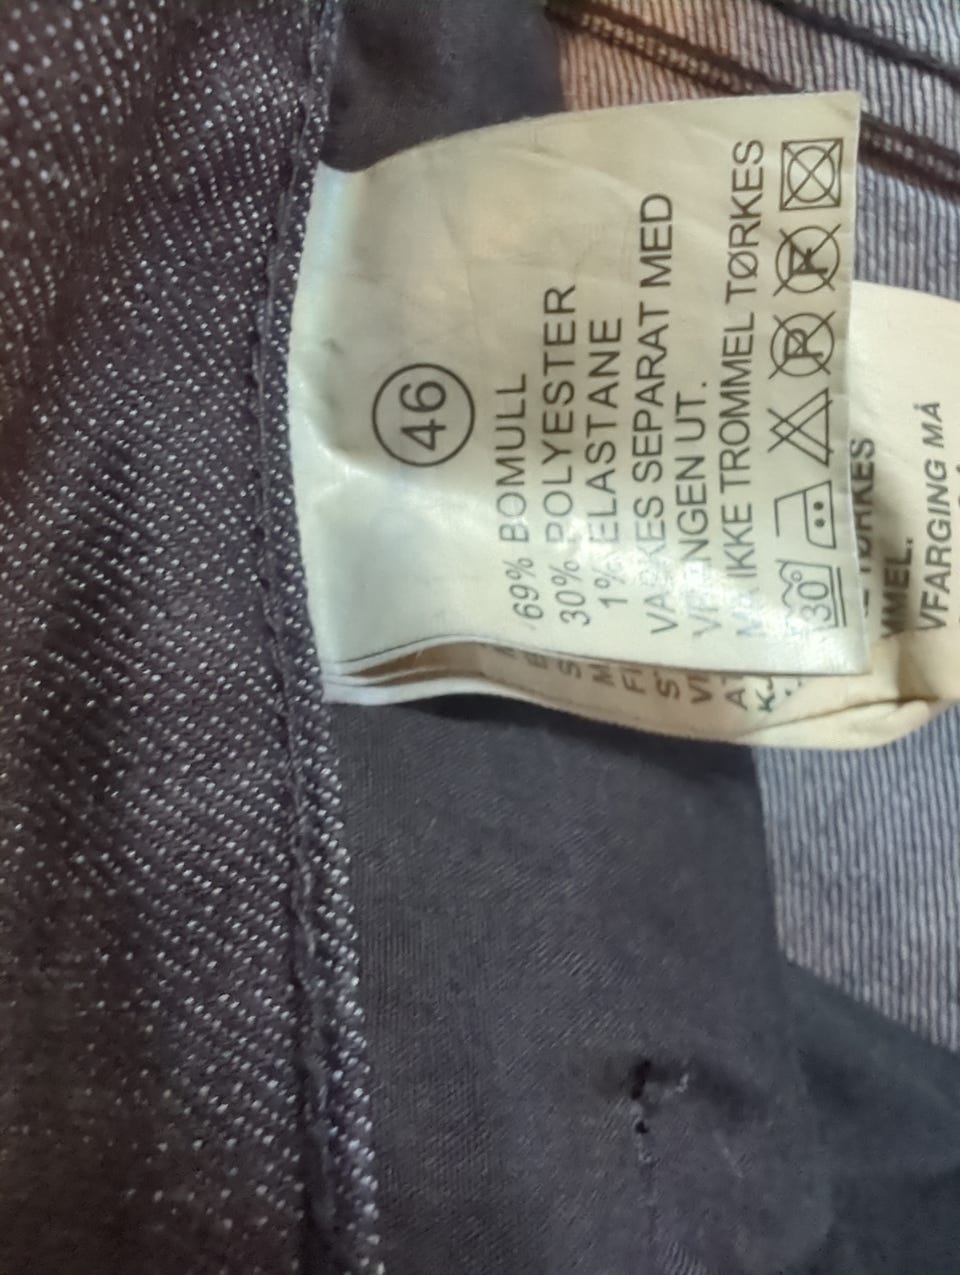 46
69% BOMULL
30% POLYESTER
1% ELASTANE
VASKES SEPARAT MED
VRANGEN UT.
MÅ IKKE TROMMEL TØRKES
30° P F
MMEL.
VFARGING MÅ